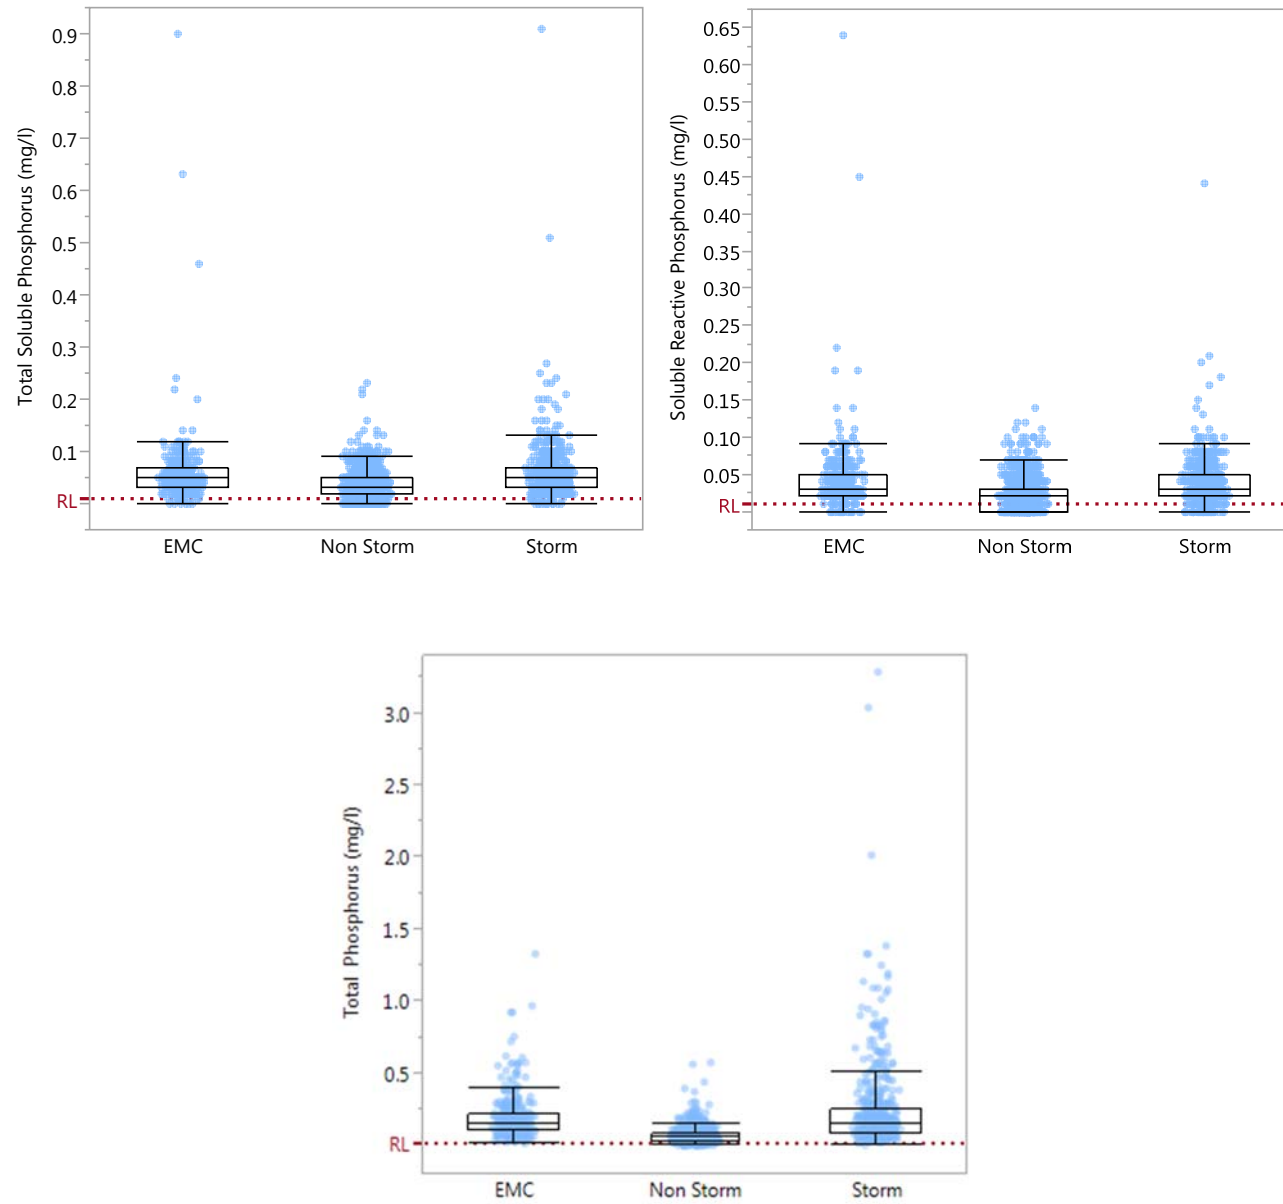 Total Soluble Phosphorus (mg/l)
0.9
0.8
0.7
0.6
0.5
0.4
0.3
0.2
0.1
RL
EMC
Non Storm
Storm
Soluble Reactive Phosphorus (mg/l)
0.65
0.60
0.55
0.50
0.45
0.40
0.35
0.30
0.25
0.20
0.15
0.10
0.05
RL
EMC
Non Storm
Storm
Total Phosphorus (mg/l)
3.0
2.5
2.0
1.5
1.0
0.5
RL
EMC
Non Storm
Storm